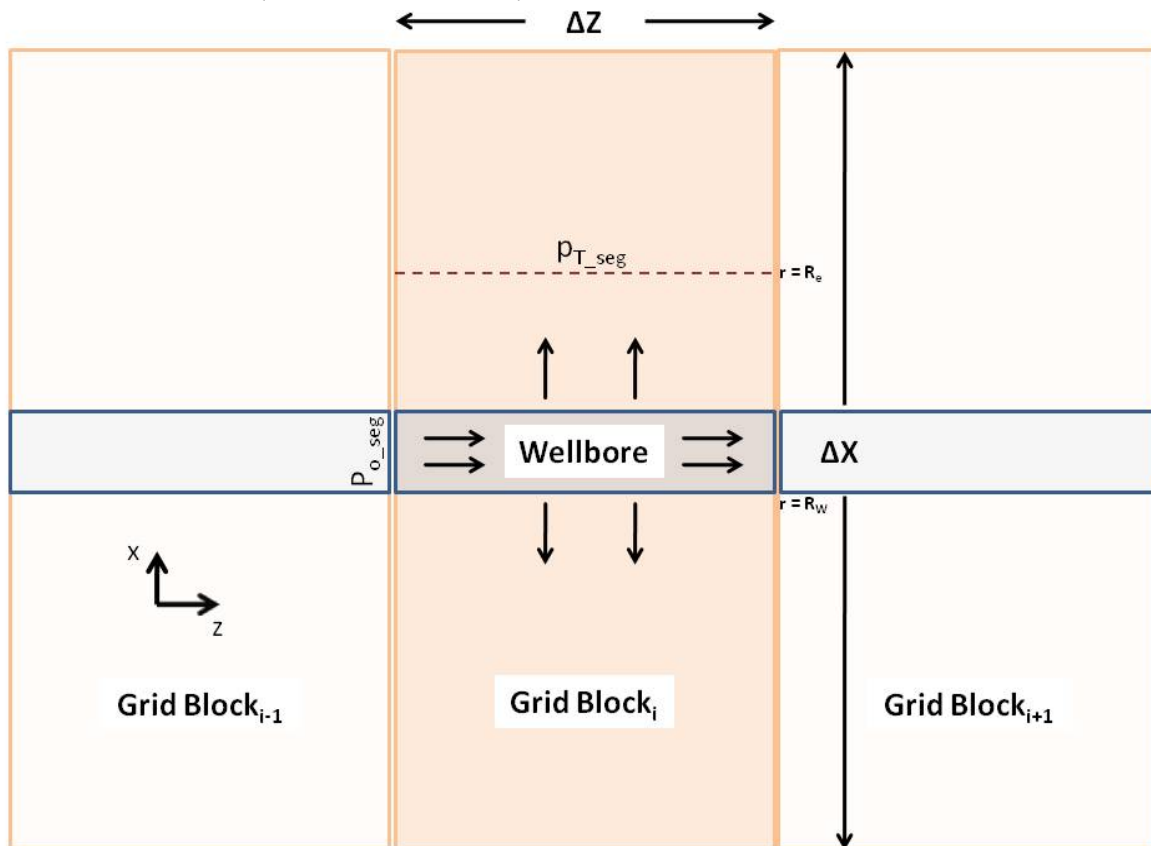 ΔZ
p_T_seg
r = R_e
P_o_seg
Wellbore
ΔX
r = R_W
X
Z
Grid Block_i-1
Grid Block_i
Grid Block_i+1